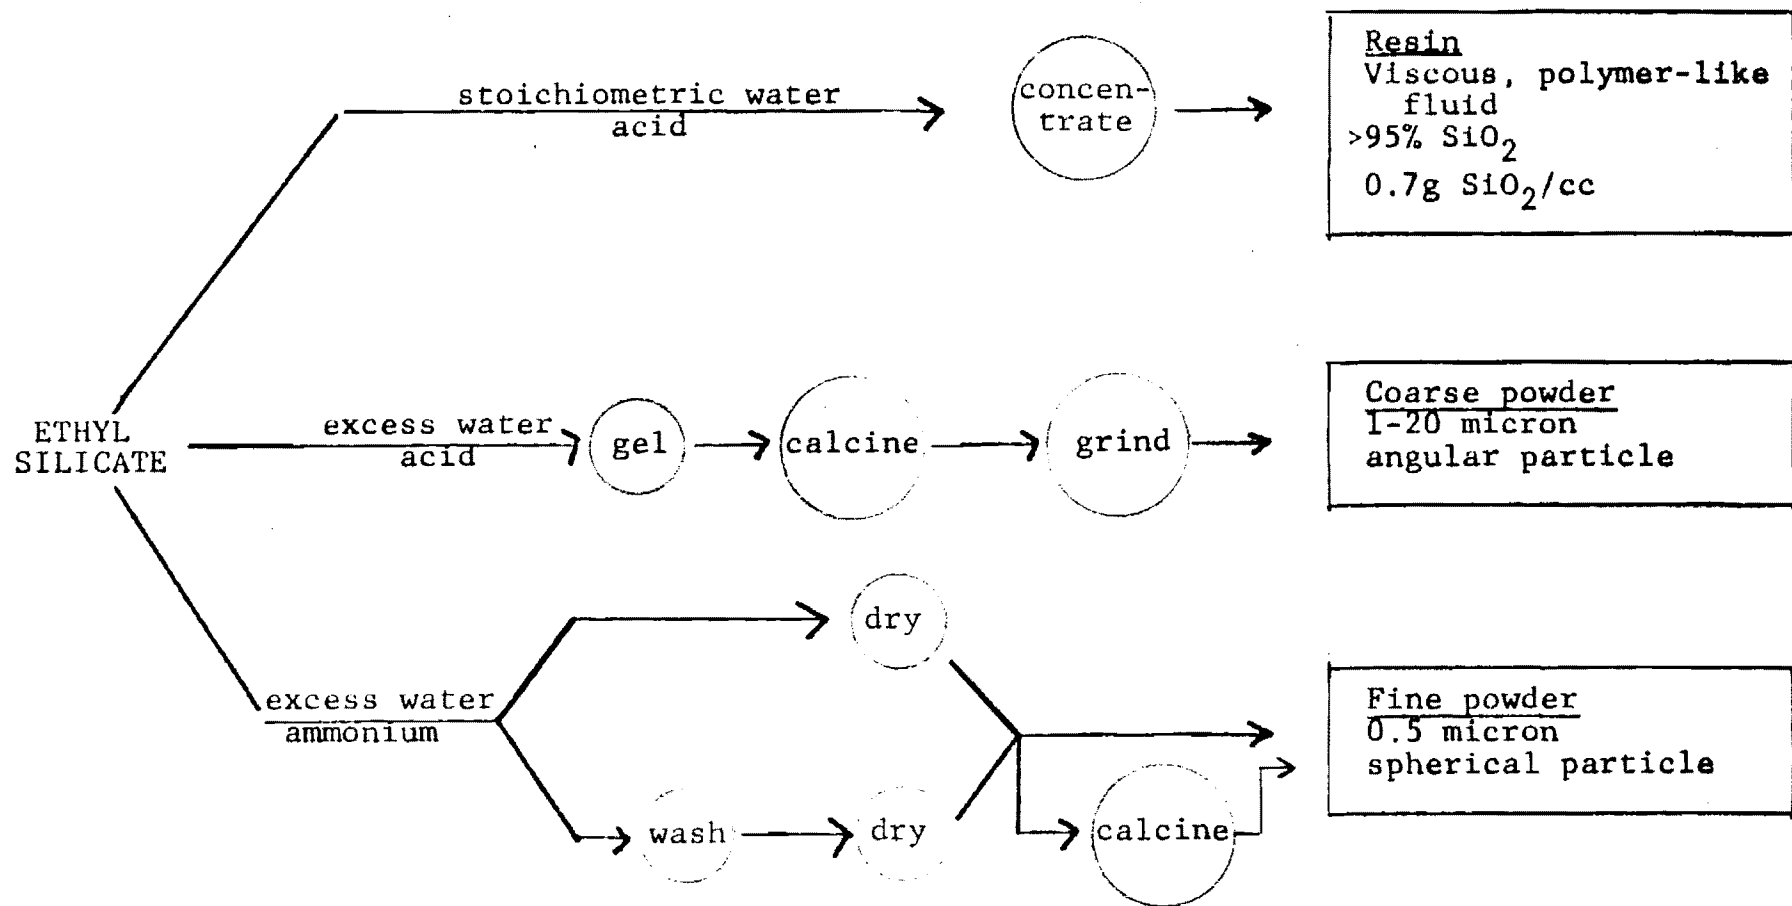 stoichiometric water
acid
concen-
trate
Resin
Viscous, polymer-like
fluid
>95% SiO₂
0.7g SiO₂/cc
ETHYL
SILICATE
excess water
acid
gel
calcine
grind
Coarse powder
1-20 micron
angular particle
excess water
ammonium
dry
wash
dry
calcine
Fine powder
0.5 micron
spherical particle